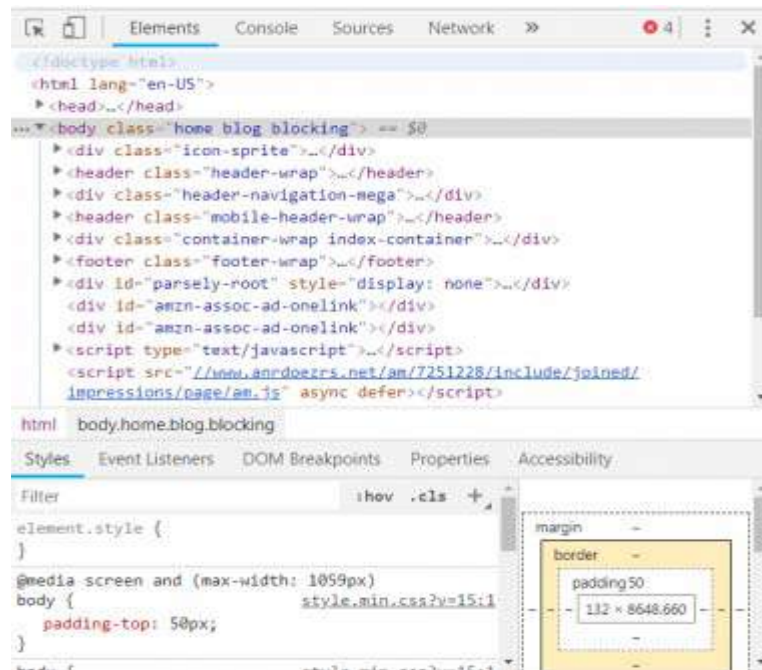 Elements Console Sources Network » 4
<!doctype html>
<html lang="en-US">
<head>…</head>
<body class="home blog blocking"> == $0
<div class="icon-sprite">…</div>
<header class="header-wrap">…</header>
<div class="header-navigation-mega">…</div>
<header class="mobile-header-wrap">…</header>
<div class="container-wrap index-container">…</div>
<footer class="footer-wrap">…</footer>
<div id="parsely-root" style="display: none">…</div>
<div id="amzn-assoc-ad-onelink"></div>
<div id="amzn-assoc-ad-onelink"></div>
<script type="text/javascript">…</script>
<script src="//www.anrdoezrs.net/am/7251228/include/joined/
impressions/page/am.js" async defer></script>
html body.home.blog.blocking
Styles Event Listeners DOM Breakpoints Properties Accessibility
Filter :hov .cls +
element.style {
}
@media screen and (max-width: 1059px)
body { style.min.css?v=15:1
padding-top: 50px;
}
body { style.min.css?v=15:1
margin -
border -
padding 50
- - - 132 × 8648.660 - - -
-
-